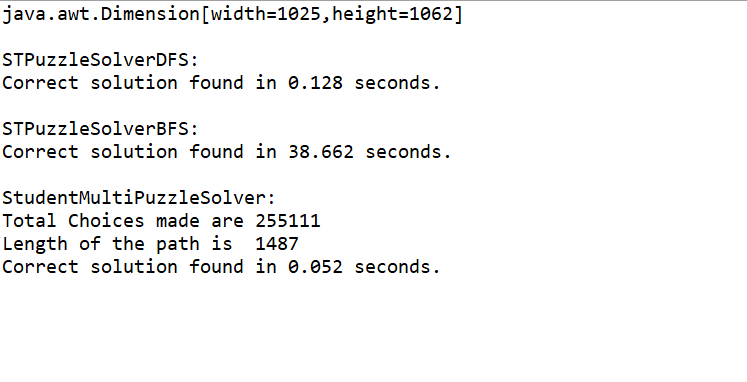 java.awt.Dimension[width=1025,height=1062]
STPuzzleSolverDFS:
Correct solution found in 0.128 seconds.
STPuzzleSolverBFS:
Correct solution found in 38.662 seconds.
StudentMultiPuzzleSolver:
Total Choices made are 255111
Length of the path is  1487
Correct solution found in 0.052 seconds.